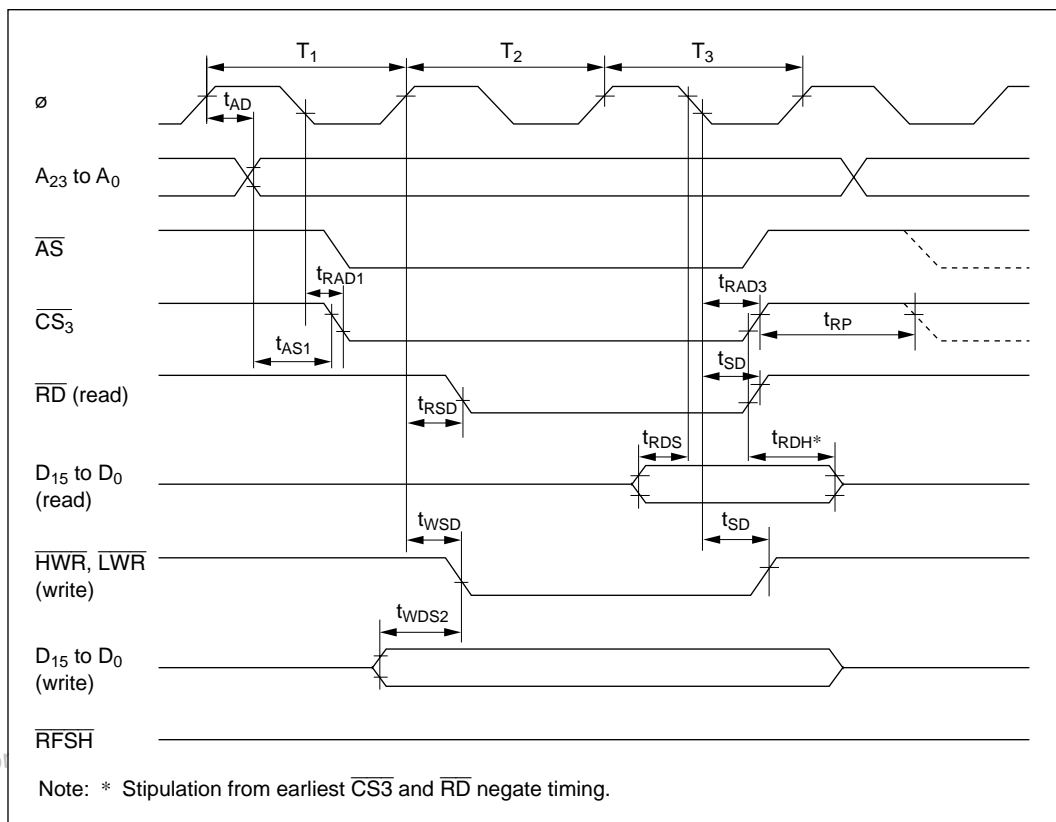 T1 T2 T3
ø
tAD
A23 to A0
AS
tRAD1
tRAD3
CS3
tRP
tAS1
tSD
RD (read)
tRSD
tRDS
tRDH*
D15 to D0
(read)
tWSD
tSD
HWR, LWR
(write)
tWDS2
D15 to D0
(write)
RFSH
Note: * Stipulation from earliest CS3 and RD negate timing.